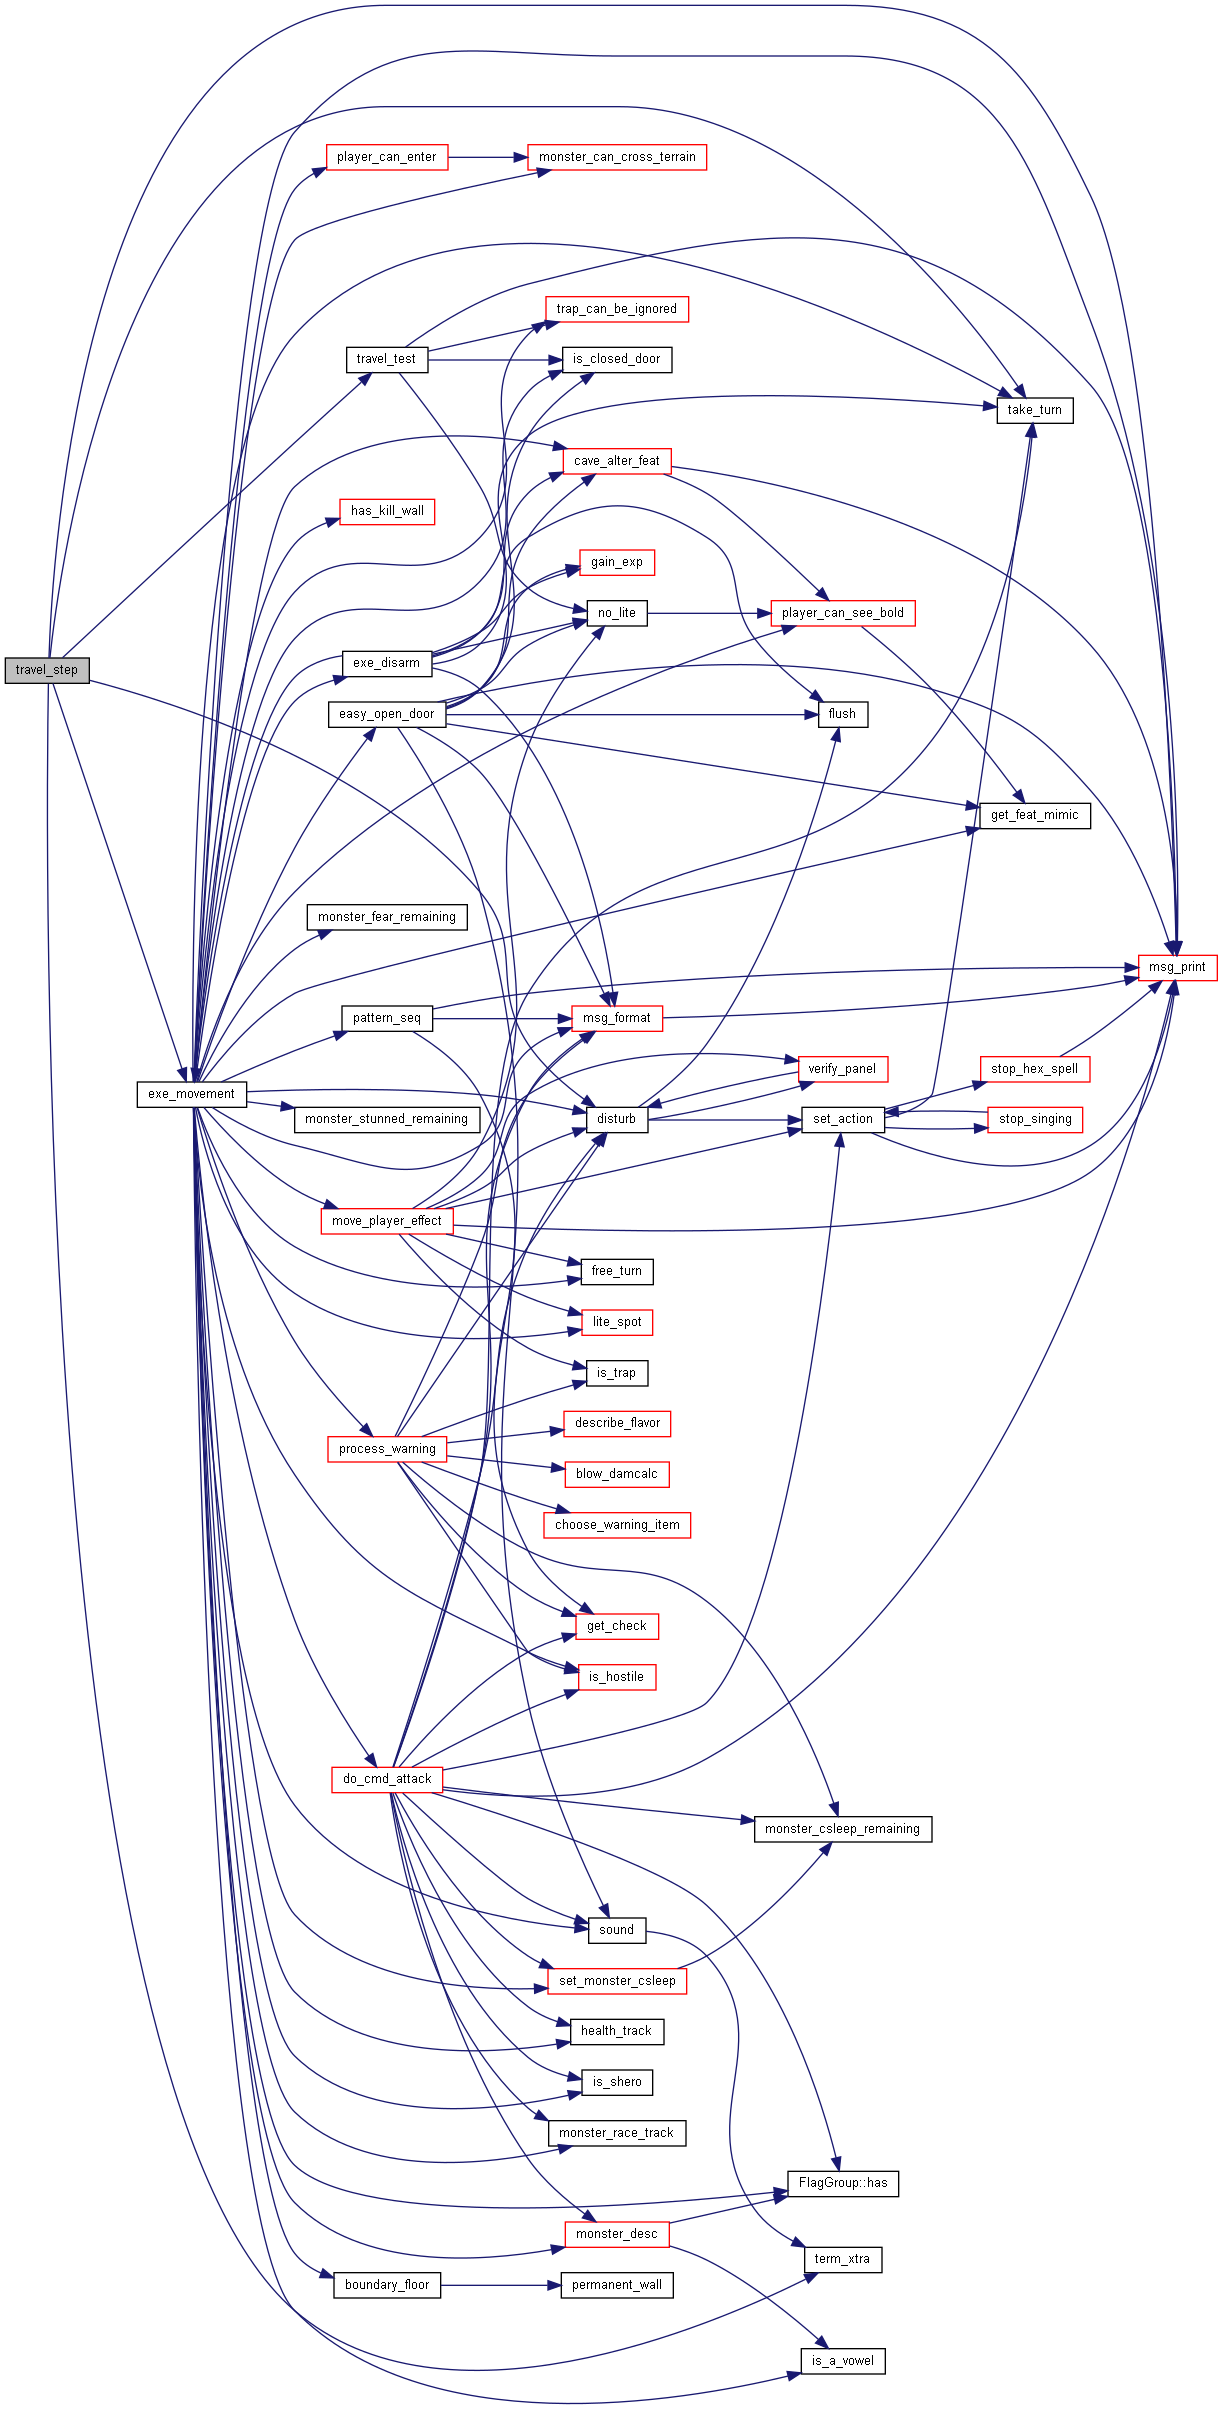 player_can_enter
monster_can_cross_terrain
trap_can_be_ignored
travel_test
is_closed_door
take_turn
cave_alter_feat
has_kill_wall
gain_exp
no_lite
player_can_see_bold
travel_step
exe_disarm
easy_open_door
flush
get_feat_mimic
monster_fear_remaining
msg_print
pattern_seq
msg_format
verify_panel
stop_hex_spell
exe_movement
monster_stunned_remaining
disturb
set_action
stop_singing
move_player_effect
free_turn
lite_spot
is_trap
describe_flavor
process_warning
blow_damcalc
choose_warning_item
get_check
is_hostile
do_cmd_attack
monster_csleep_remaining
sound
set_monster_csleep
health_track
is_shero
monster_race_track
FlagGroup::has
monster_desc
term_xtra
boundary_floor
permanent_wall
is_a_vowel